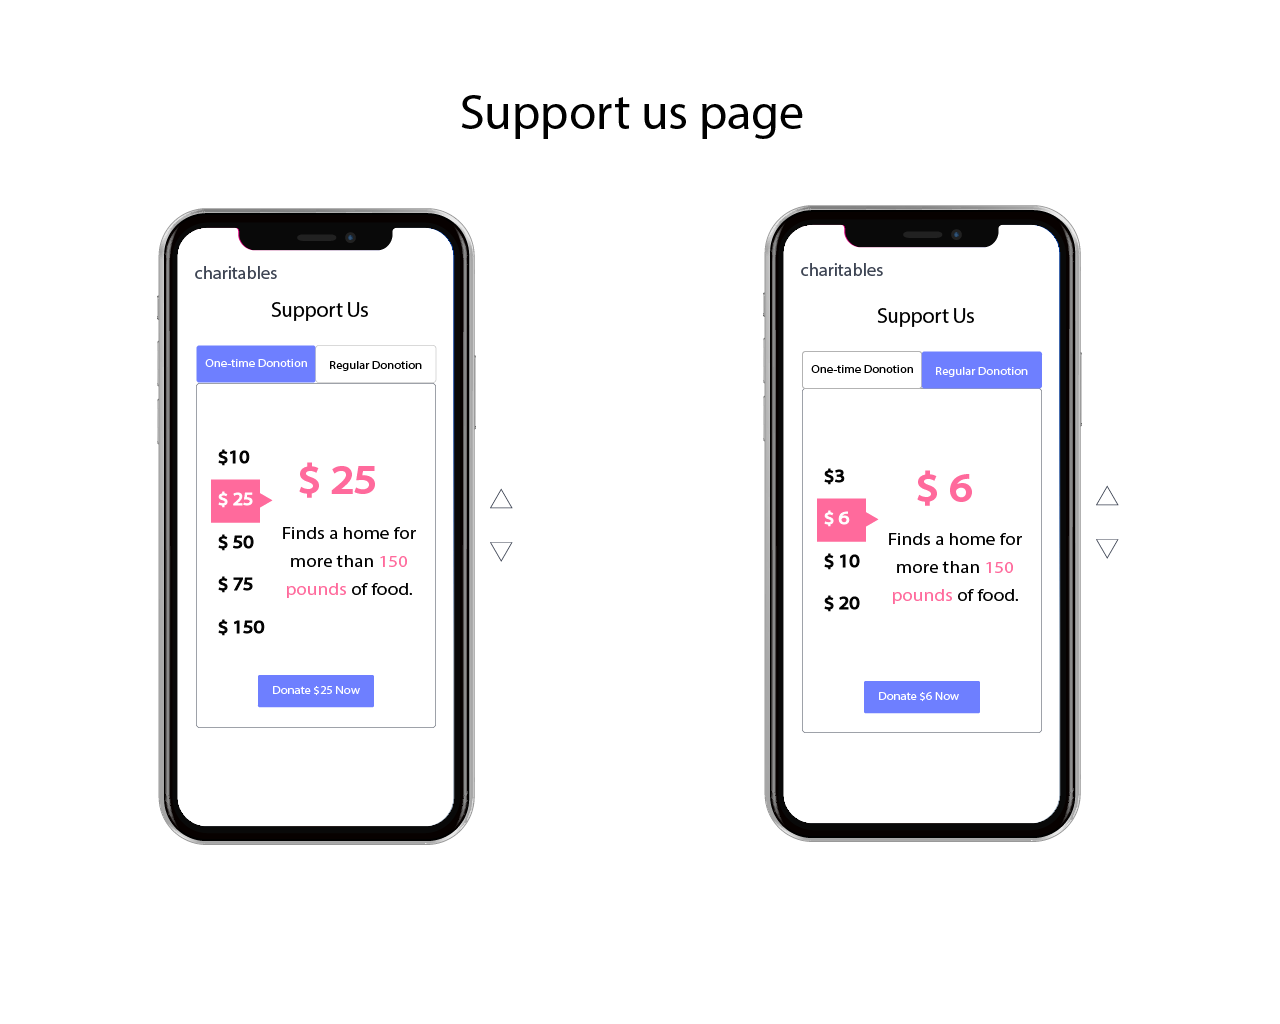 Support us page
charitables
Support Us
One-time Donotion
Regular Donotion
$10
$ 25
$ 50
$ 75
$ 150
$ 25
Finds a home for
more than 150
pounds of food.
Donate $25 Now
charitables
Support Us
One-time Donotion
Regular Donotion
$3
$ 6
$ 10
$ 20
$ 6
Finds a home for
more than 150
pounds of food.
Donate $6 Now